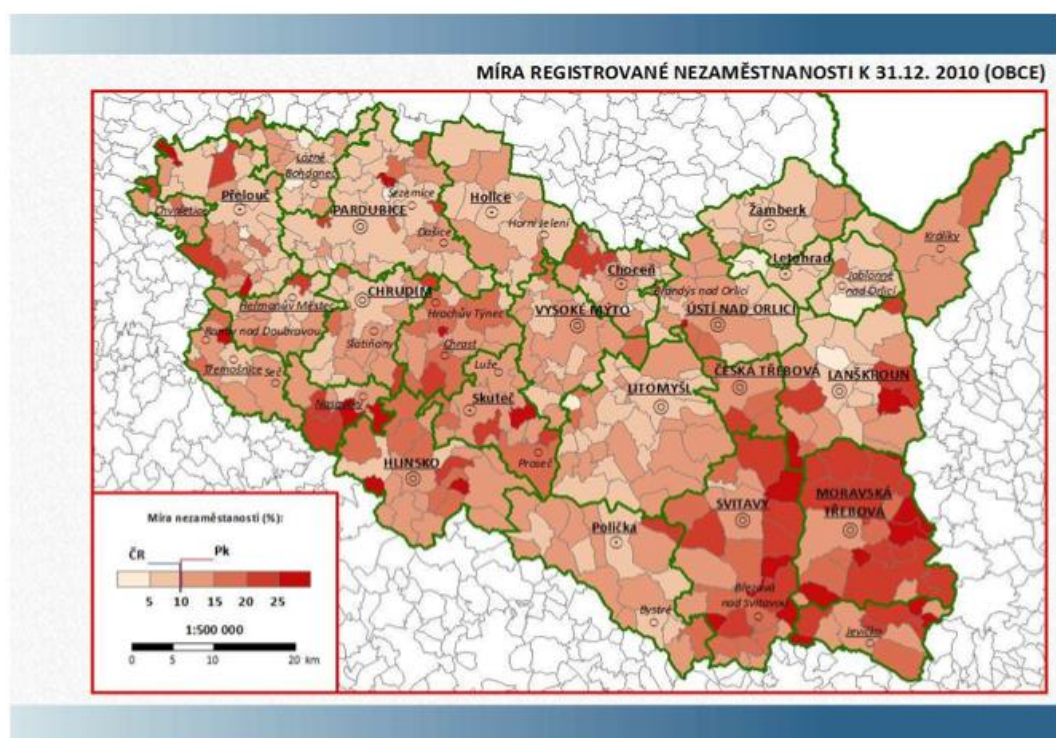 MÍRA REGISTROVANÉ NEZAMĚSTNANOSTI K 31.12. 2010 (OBCE)
Lázně
Bohdaneč
Přelouč
Chvaletice
Sezemice
PARDUBICE
Dašice
Holice
Horní Jelení
Žamberk
Letohrad
Králíky
Jablonné
nad Orlicí
Choceň
Brandýs nad Orlicí
CHRUDIM
Heřmanův Městec
Hrochův Týnec
VYSOKÉ MÝTO
ÚSTÍ NAD ORLICÍ
Ronov nad Doubravou
Slatiňany
Chrast
Třemošnice
Seč
Luže
ČESKÁ TŘEBOVÁ
LANŠKROUN
LITOMYŠL
Nasavrky
Skuteč
Proseč
HLINSKO
SVITAVY
MORAVSKÁ
TŘEBOVÁ
Polička
Březová
nad Svitavou
Bystré
Jevíčko
Míra nezaměstanosti (%):
ČR
Pk
5 10 15 20 25
1:500 000
0 5 10 20 km